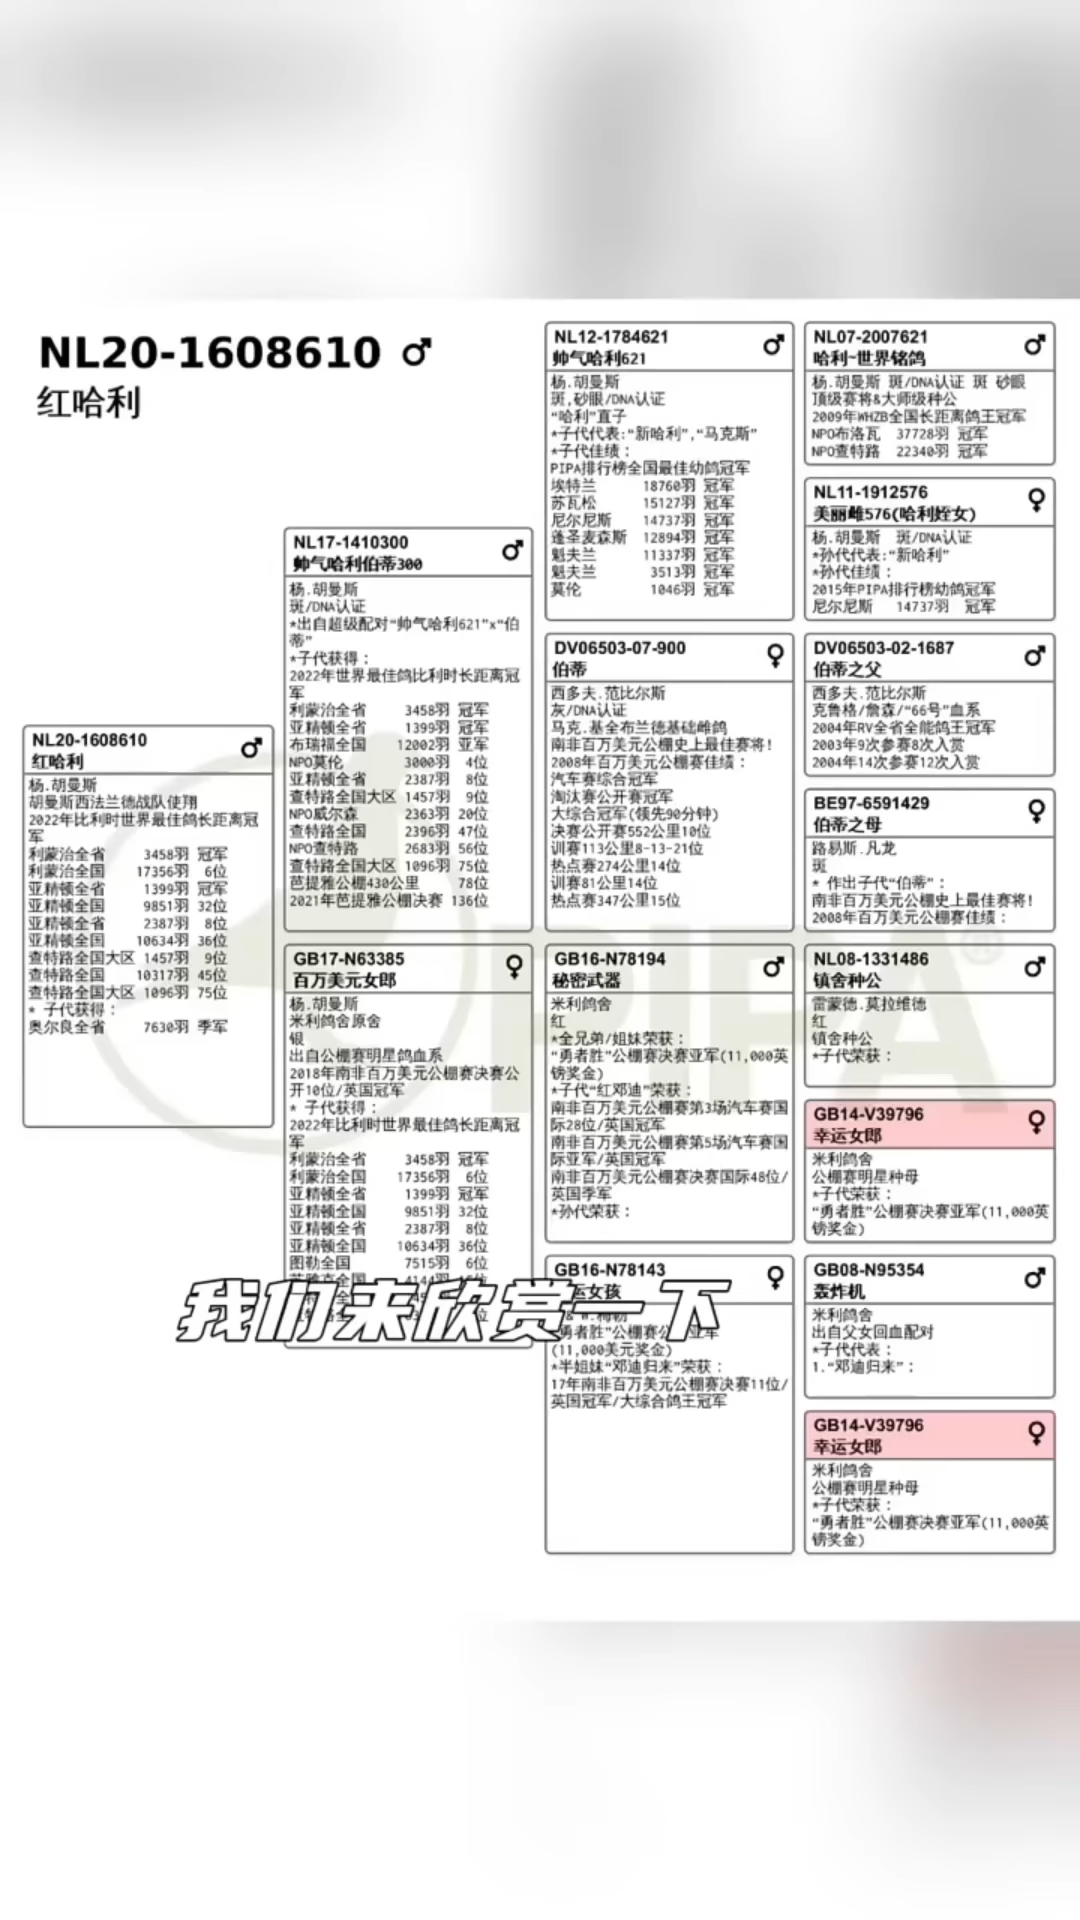 NL20-1608610 ♂
红哈利
NL20-1608610 ♂
红哈利
杨.胡曼斯
胡曼斯西法兰德战队使翔
2022年比利时世界最佳鸽长距离冠
军
利蒙治全省 3458羽 冠军
利蒙治全国 17356羽 6位
亚精顿全省 1399羽 冠军
亚精顿全国 9851羽 32位
亚精顿全省 2387羽 8位
亚精顿全国 10634羽 36位
查特路全国大区 1457羽 9位
查特路全国 10317羽 45位
查特路全国大区 1096羽 75位
* 子代获得：
奥尔良全省 7630羽 季军
NL17-1410300 ♂
帅气哈利伯蒂300
杨.胡曼斯
斑/DNA认证
*出自超级配对“帅气哈利621”x“伯
蒂”
*子代获得：
2022年世界最佳鸽比利时长距离冠
军
利蒙治全省 3458羽 冠军
亚精顿全省 1399羽 冠军
布瑞福全国 12002羽 亚军
NPO莫伦 3000羽 4位
亚精顿全省 2387羽 8位
查特路全国大区 1457羽 9位
NPO威尔森 2363羽 20位
查特路全国 2396羽 47位
NPO查特路 2683羽 56位
查特路全国大区 1096羽 75位
芭提雅公棚430公里 78位
2021年芭提雅公棚决赛 136位
GB17-N63385 ♀
百万美元女郎
杨.胡曼斯
米利鸽舍原舍
银
出自公棚赛明星鸽血系
2018年南非百万美元公棚赛决赛公
开10位/英国冠军
* 子代获得：
2022年比利时世界最佳鸽长距离冠
军
利蒙治全省 3458羽 冠军
利蒙治全国 17356羽 6位
亚精顿全省 1399羽 冠军
亚精顿全国 9851羽 32位
亚精顿全省 2387羽 8位
亚精顿全国 10634羽 36位
图勒全国 7515羽 6位
NL12-1784621 ♂
帅气哈利621
杨.胡曼斯
斑,砂眼/DNA认证
“哈利”直子
*子代代表:“新哈利”,“马克斯”
*子代佳绩：
PIPA排行榜全国最佳幼鸽冠军
埃特兰 18760羽 冠军
苏瓦松 15127羽 冠军
尼尔尼斯 14737羽 冠军
蓬圣麦森斯 12894羽 冠军
魁夫兰 11337羽 冠军
魁夫兰 3513羽 冠军
莫伦 1046羽 冠军
DV06503-07-900 ♀
伯蒂
西多夫.范比尔斯
灰/DNA认证
马克.基全布兰德基础雌鸽
南非百万美元公棚史上最佳赛将!
2008年百万美元公棚赛佳绩：
汽车赛综合冠军
淘汰赛公开赛冠军
大综合冠军(领先90分钟)
决赛公开赛552公里10位
训赛113公里8-13-21位
热点赛274公里14位
训赛81公里14位
热点赛347公里15位
GB16-N78194 ♂
秘密武器
米利鸽舍
红
*全兄弟/姐妹荣获：
“勇者胜”公棚赛决赛亚军(11,000英
镑奖金)
*子代“红邓迪”荣获：
南非百万美元公棚赛第3场汽车赛国
际28位/英国冠军
南非百万美元公棚赛第5场汽车赛国
际亚军/英国冠军
南非百万美元公棚赛决赛国际48位/
英国季军
*孙代荣获：
GB16-N78143 ♀
运女孩
勇者胜”公棚赛公 亚军
(11,000美元奖金)
*半姐妹“邓迪归来”荣获：
17年南非百万美元公棚赛决赛11位/
英国冠军/大综合鸽王冠军
NL07-2007621 ♂
哈利~世界铭鸽
杨.胡曼斯 斑/DNA认证 斑 砂眼
顶级赛将&大师级种公
2009年WHZB全国长距离鸽王冠军
NPO布洛瓦 37728羽 冠军
NPO查特路 22340羽 冠军
NL11-1912576 ♀
美丽雌576(哈利姪女)
杨.胡曼斯 斑/DNA认证
*孙代代表:“新哈利”
*孙代佳绩：
2015年PIPA排行榜幼鸽冠军
尼尔尼斯 14737羽 冠军
DV06503-02-1687 ♂
伯蒂之父
西多夫.范比尔斯
克鲁格/詹森/“66号”血系
2004年RV全省全能鸽王冠军
2003年9次参赛8次入赏
2004年14次参赛12次入赏
BE97-6591429 ♀
伯蒂之母
路易斯.凡龙
斑
* 作出子代“伯蒂”：
南非百万美元公棚史上最佳赛将!
2008年百万美元公棚赛佳绩：
NL08-1331486 ♂
镇舍种公
雷蒙德.莫拉维德
红
镇舍种公
*子代荣获：
GB14-V39796 ♀
幸运女郎
米利鸽舍
公棚赛明星种母
*子代荣获：
“勇者胜”公棚赛决赛亚军(11,000英
镑奖金)
GB08-N95354 ♂
轰炸机
米利鸽舍
出自父女回血配对
*子代代表：
1.“邓迪归来”：
GB14-V39796 ♀
幸运女郎
米利鸽舍
公棚赛明星种母
*子代荣获：
“勇者胜”公棚赛决赛亚军(11,000英
镑奖金)
PIPA®
我们来欣赏一下